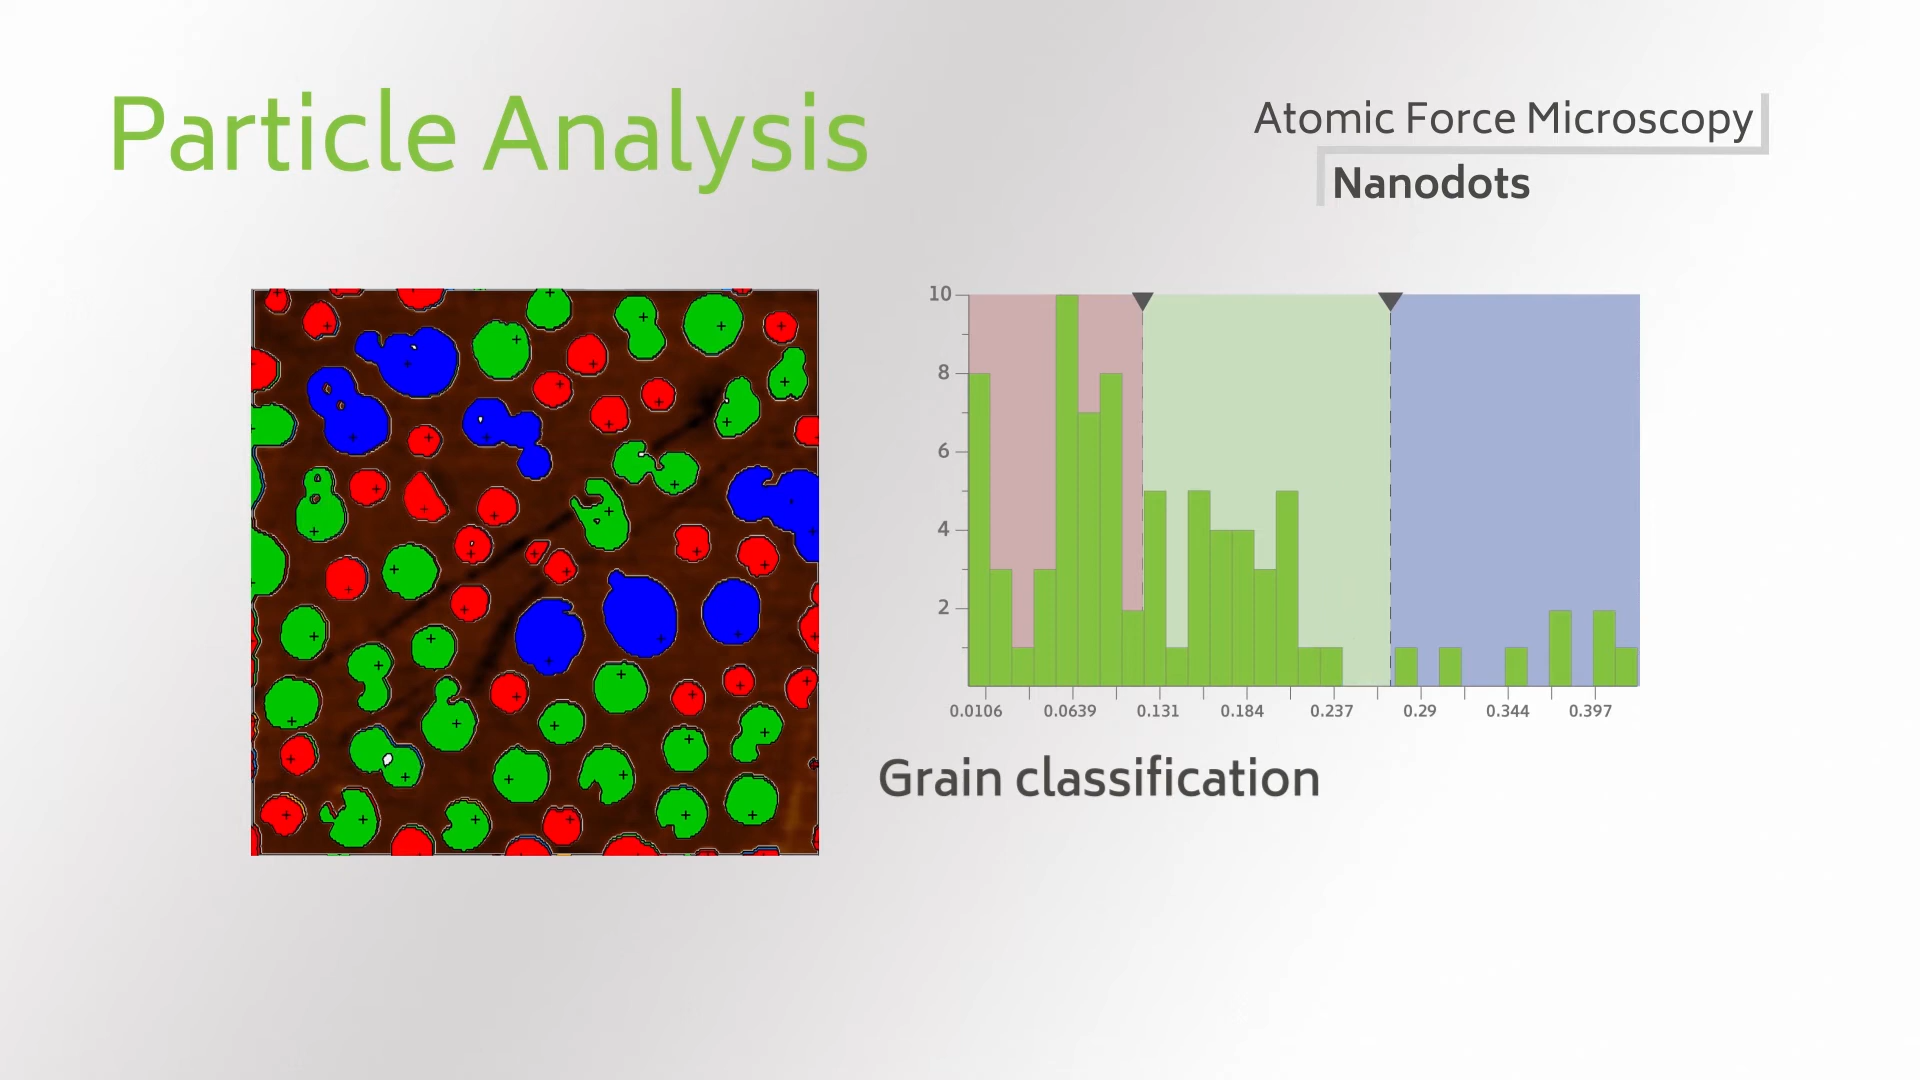 Particle Analysis
Atomic Force Microscopy
Nanodots
10
8
6
4
2
0.0106 0.0639 0.131 0.184 0.237 0.29 0.344 0.397
Grain classification